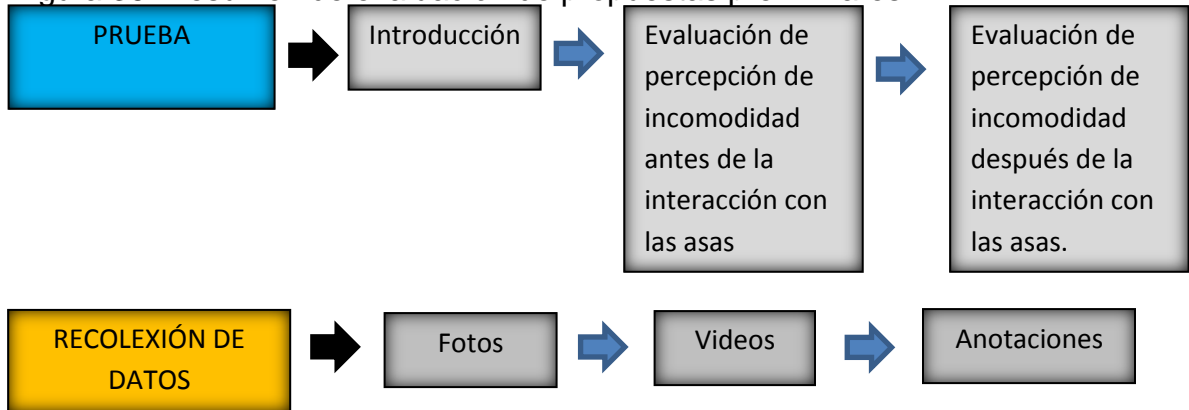 PRUEBA
Introducción
Evaluación de
percepción de
incomodidad
antes de la
interacción con
las asas
Evaluación de
percepción de
incomodidad
después de la
interacción con
las asas.
RECOLEXIÓN DE
DATOS
Fotos
Videos
Anotaciones